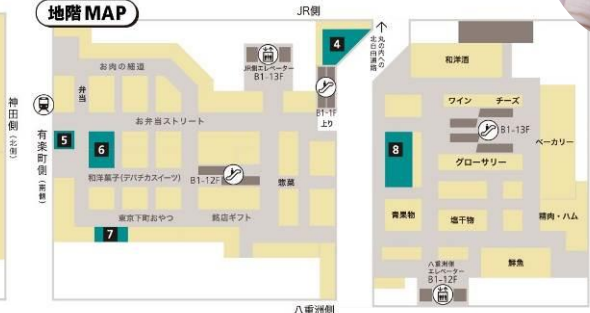 地階 MAP
JR側
4
丸の内への
北自由通路
JR側エレベーター
B1-13F
お肉の細道
和洋酒
弁当
B1-1F
上り
ワイン
チーズ
B1-13F
ベーカリー
神田側
(北側)
有楽町側
(南側)
お弁当ストリート
5
6
8
グローサリー
和洋菓子(デパチカスイーツ)
B1-12F
惣菜
東京下町おやつ
銘店ギフト
青果物
塩干物
精肉・ハム
7
八重洲側
エレベーター
B1-12F
鮮魚
八重洲側